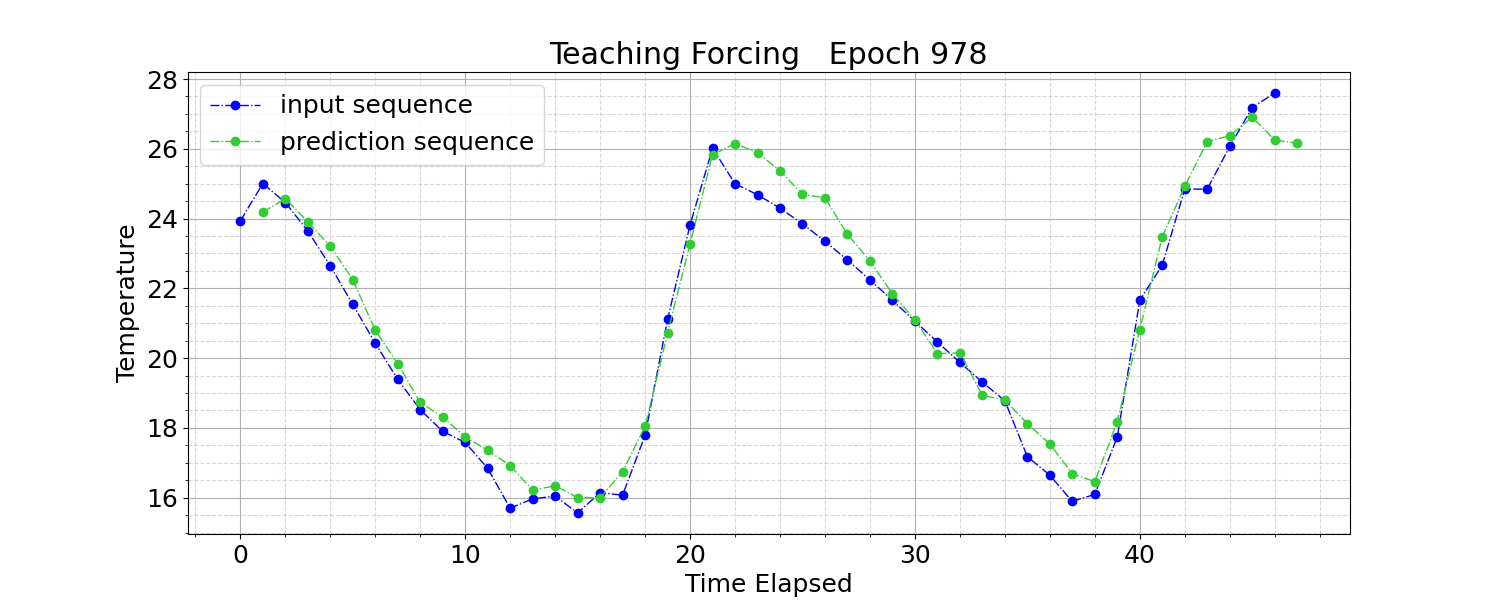 Teaching Forcing   Epoch 978
28
26
24
22
20
18
16
input sequence
prediction sequence
Temperature
0 10 20 30 40
Time Elapsed